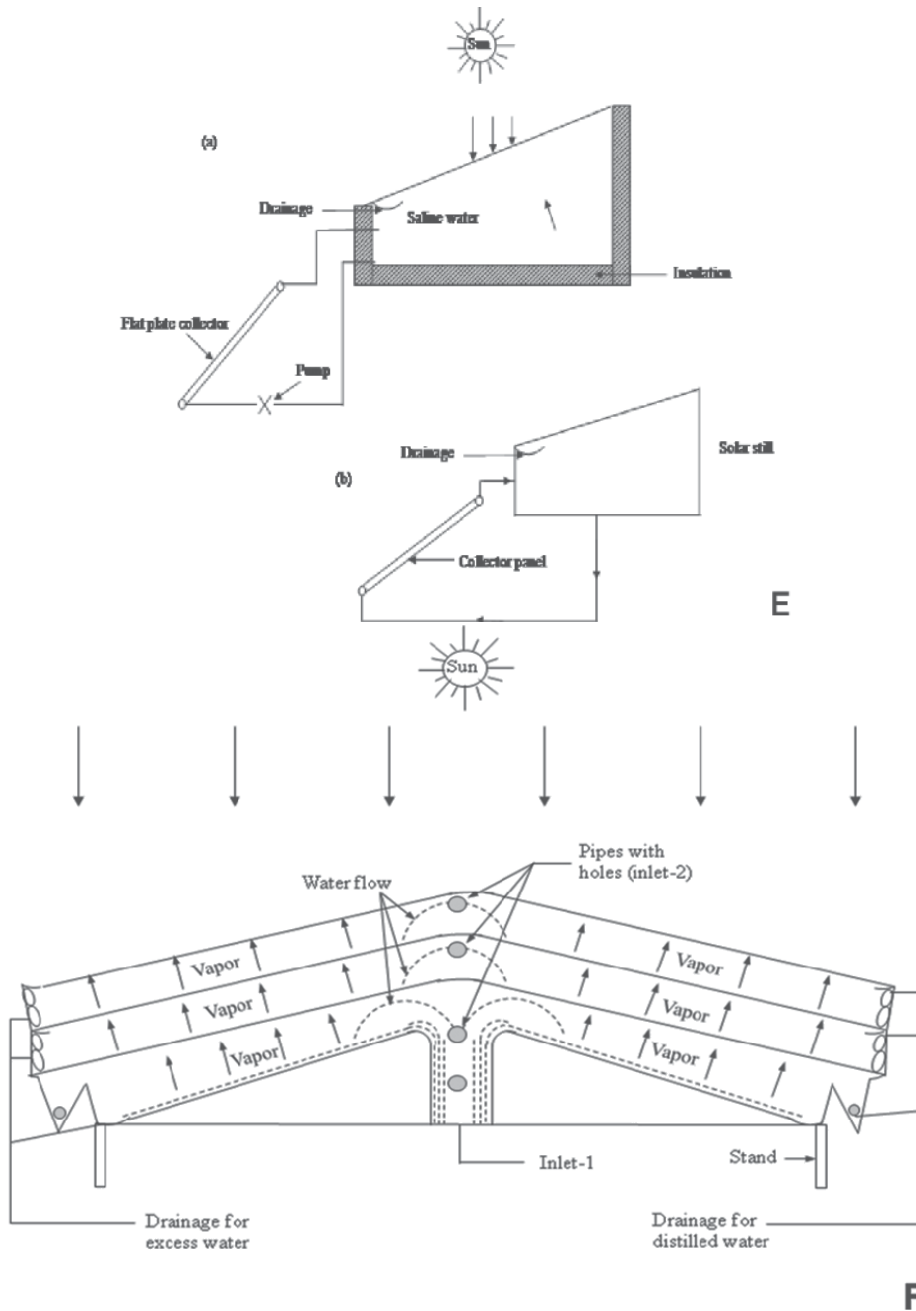 Sun
(a)
Drainage
Saline water
Insulation
Flat plate collector
Pump
Drainage
Solar still
(b)
Collector panel
E
Sun
Pipes with
holes (inlet-2)
Water flow
Vapor
Vapor
Vapor
Vapor
Vapor
Vapor
Inlet-1
Stand
Drainage for
excess water
Drainage for
distilled water